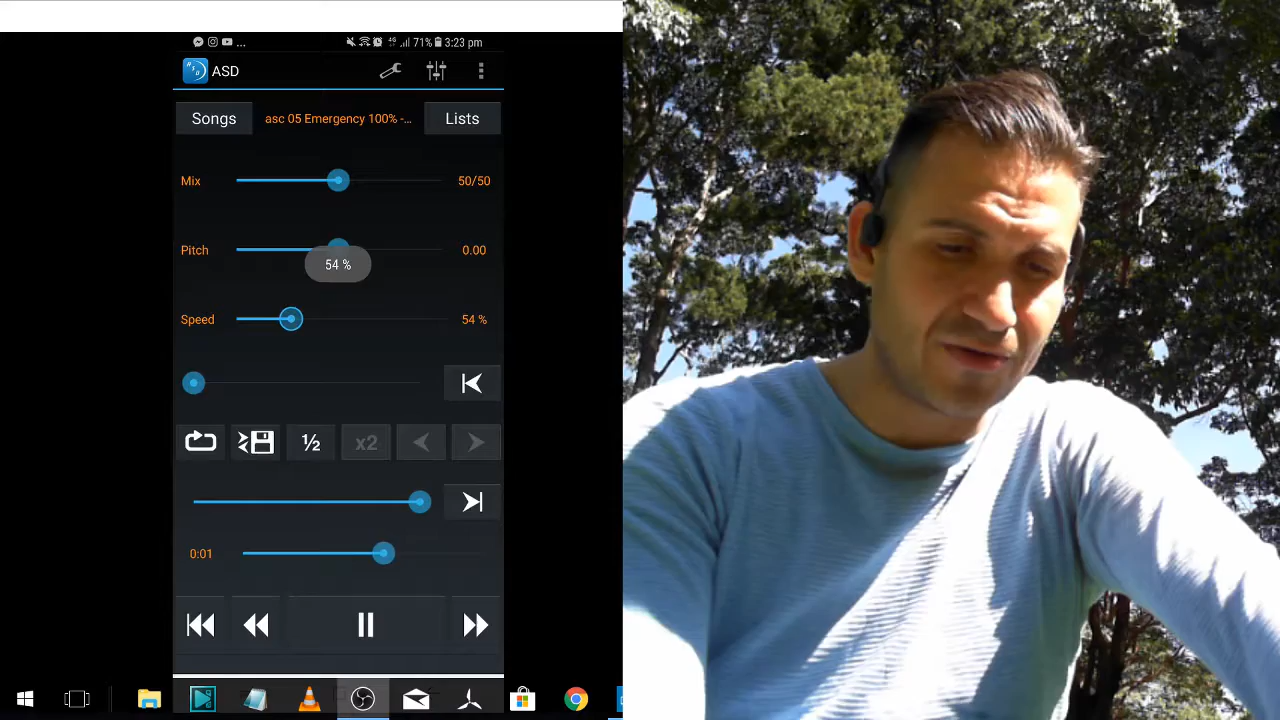 ... 4G 71% 3:23 pm
ASD
Songs
asc 05 Emergency 100% -...
Lists
Mix
50/50
Pitch
0.00
54 %
Speed
54 %
½
x2
0:01